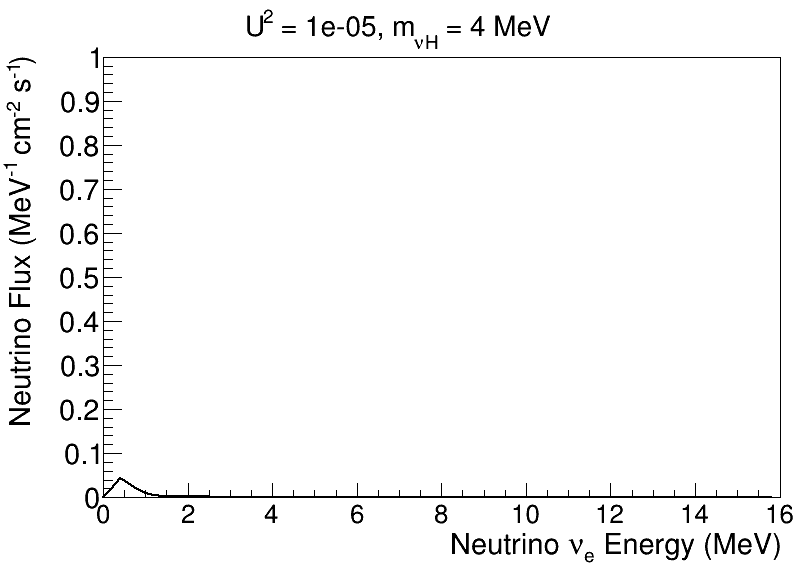 U² = 1e-05, m_νH = 4 MeV
Neutrino Flux (MeV⁻¹ cm⁻² s⁻¹)
1
0.9
0.8
0.7
0.6
0.5
0.4
0.3
0.2
0.1
0
0 2 4 6 8 10 12 14 16
Neutrino ν_e Energy (MeV)